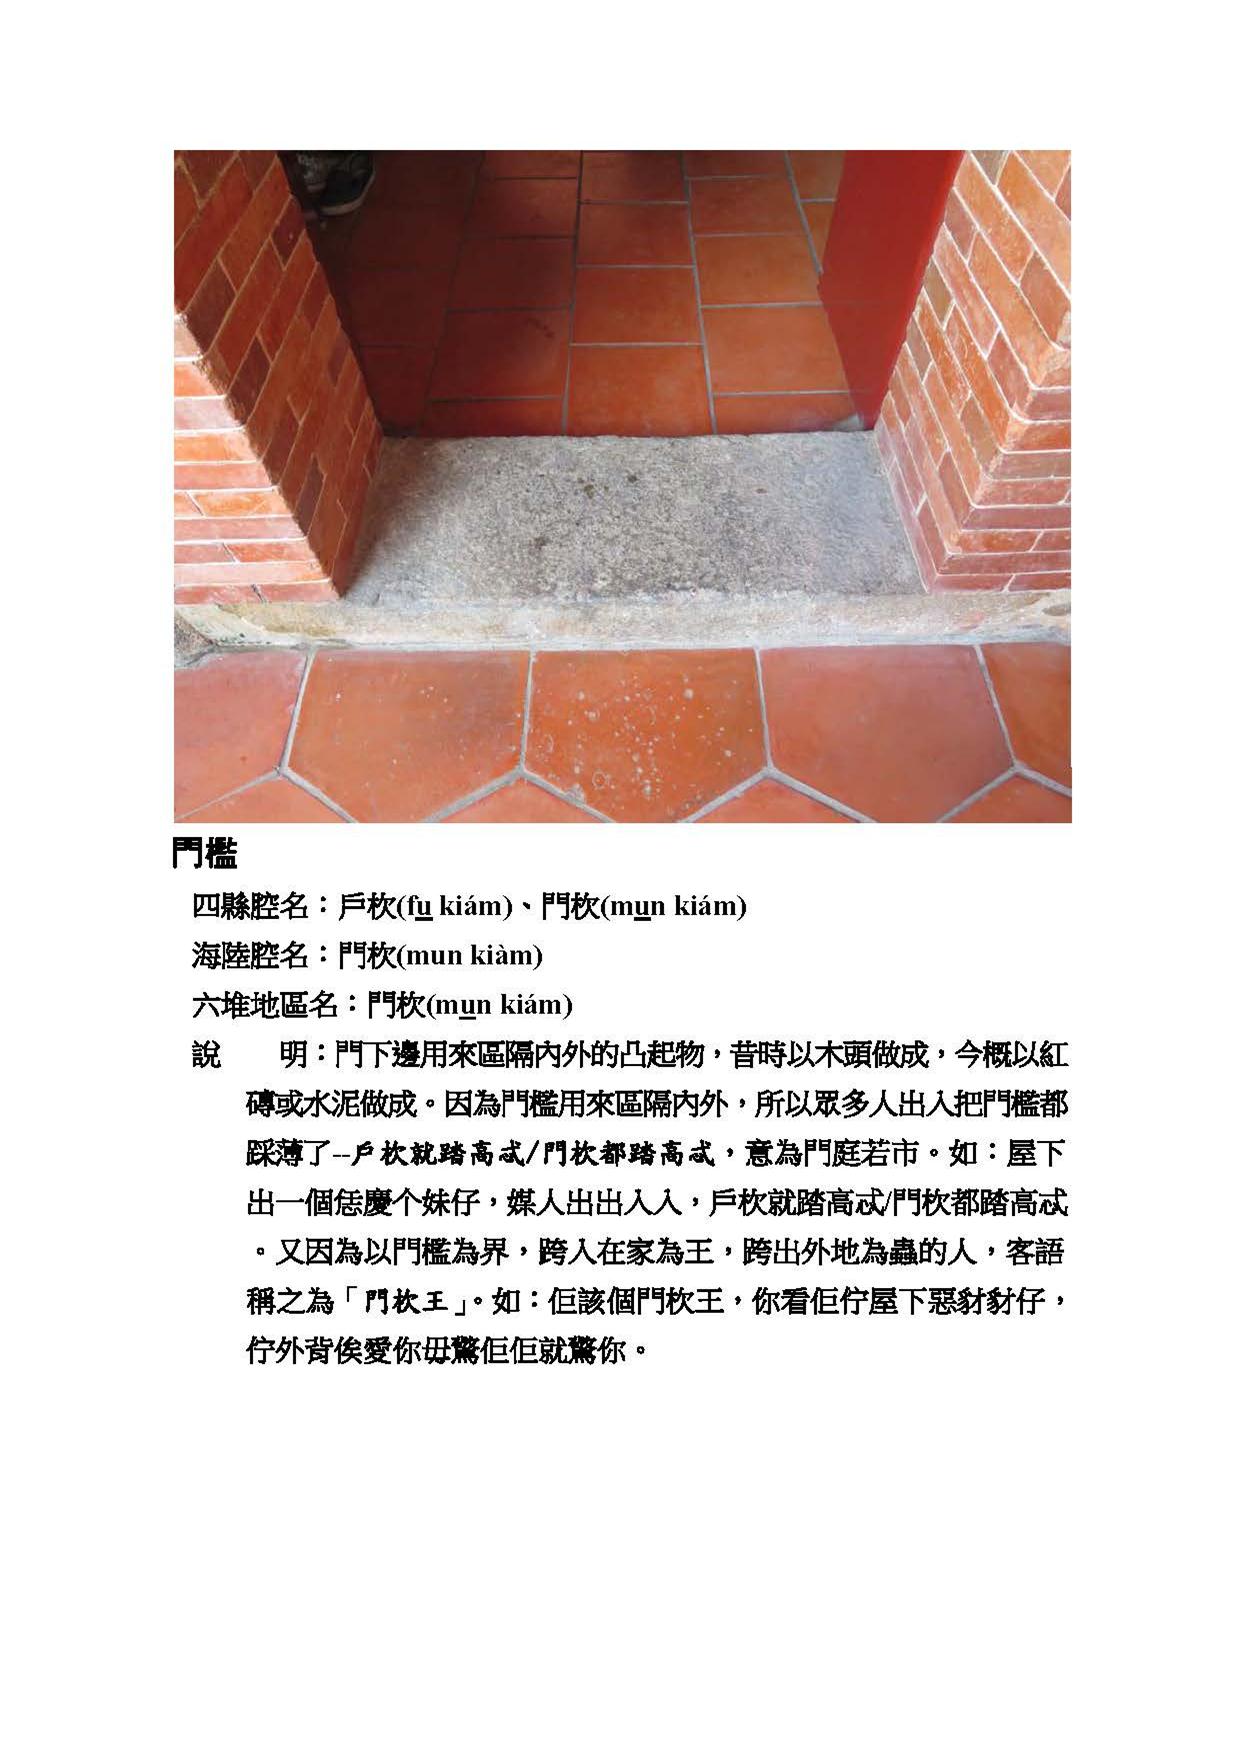 門檻
四縣腔名：戶杴(fu̲ kiám)、門杴(mu̲n kiám)
海陸腔名：門杴(mun kiàm)
六堆地區名：門杴(mu̲n kiám)
說　　明：門下邊用來區隔內外的凸起物，昔時以木頭做成，今概以紅
磚或水泥做成。因為門檻用來區隔內外，所以眾多人出入把門檻都
踩薄了--戶杴就踏高忒/門杴都踏高忒，意為門庭若市。如：屋下
出一個恁慶个妹仔，媒人出出入入，戶杴就踏高忒/門杴都踏高忒
。又因為以門檻為界，跨入在家為王，跨出外地為蟲的人，客語
稱之為「門杴王」。如：佢該個門杴王，你看佢佇屋下惡豺豺仔，
佇外背俟愛你毋驚佢佢就驚你。